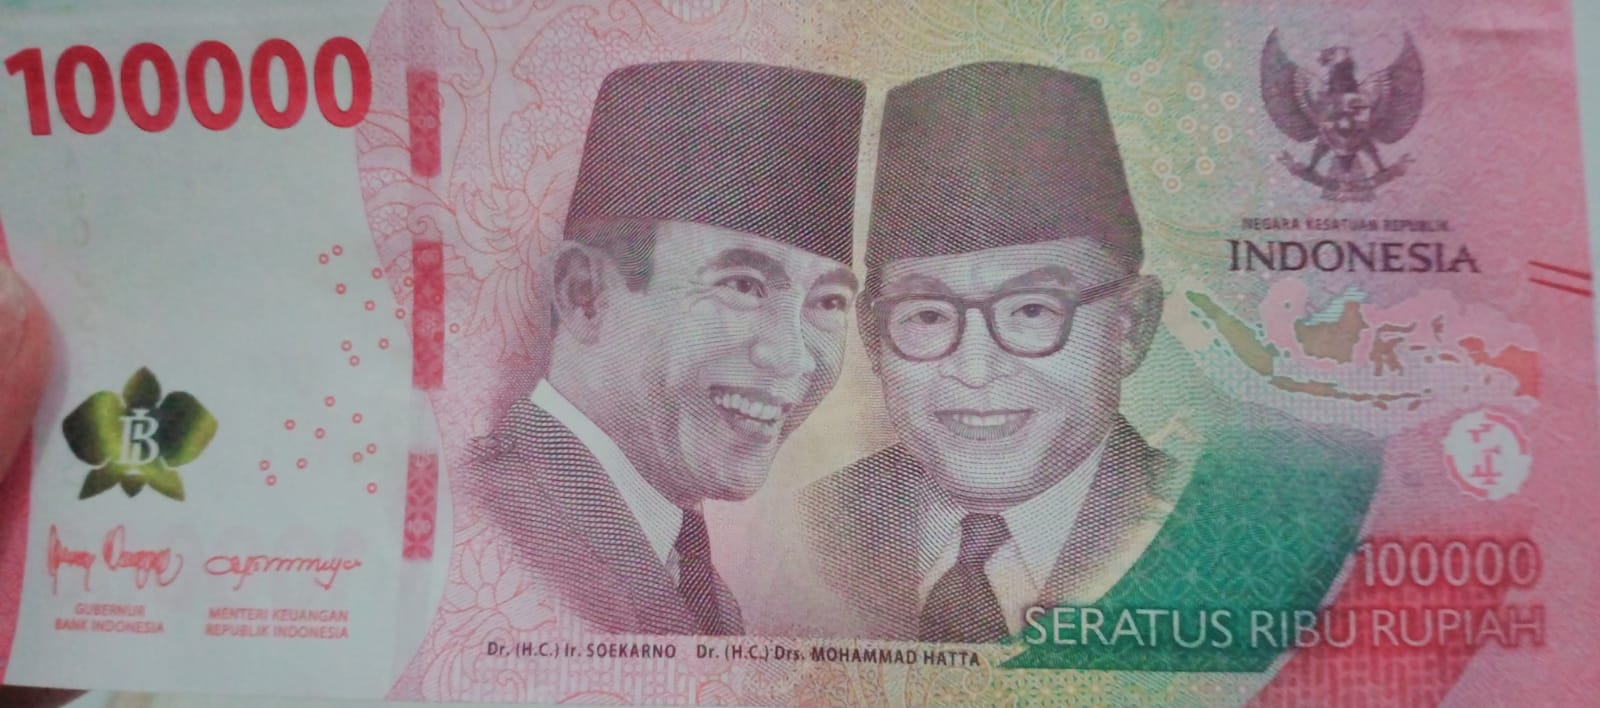 100000
NEGARA KESATUAN REPUBLIK
INDONESIA
BI
GUBERNUR
BANK INDONESIA
MENTERI KEUANGAN
REPUBLIK INDONESIA
Dr. (H.C.) Ir. SOEKARNO
Dr. (H.C.) Drs. MOHAMMAD HATTA
100000
SERATUS RIBU RUPIAH